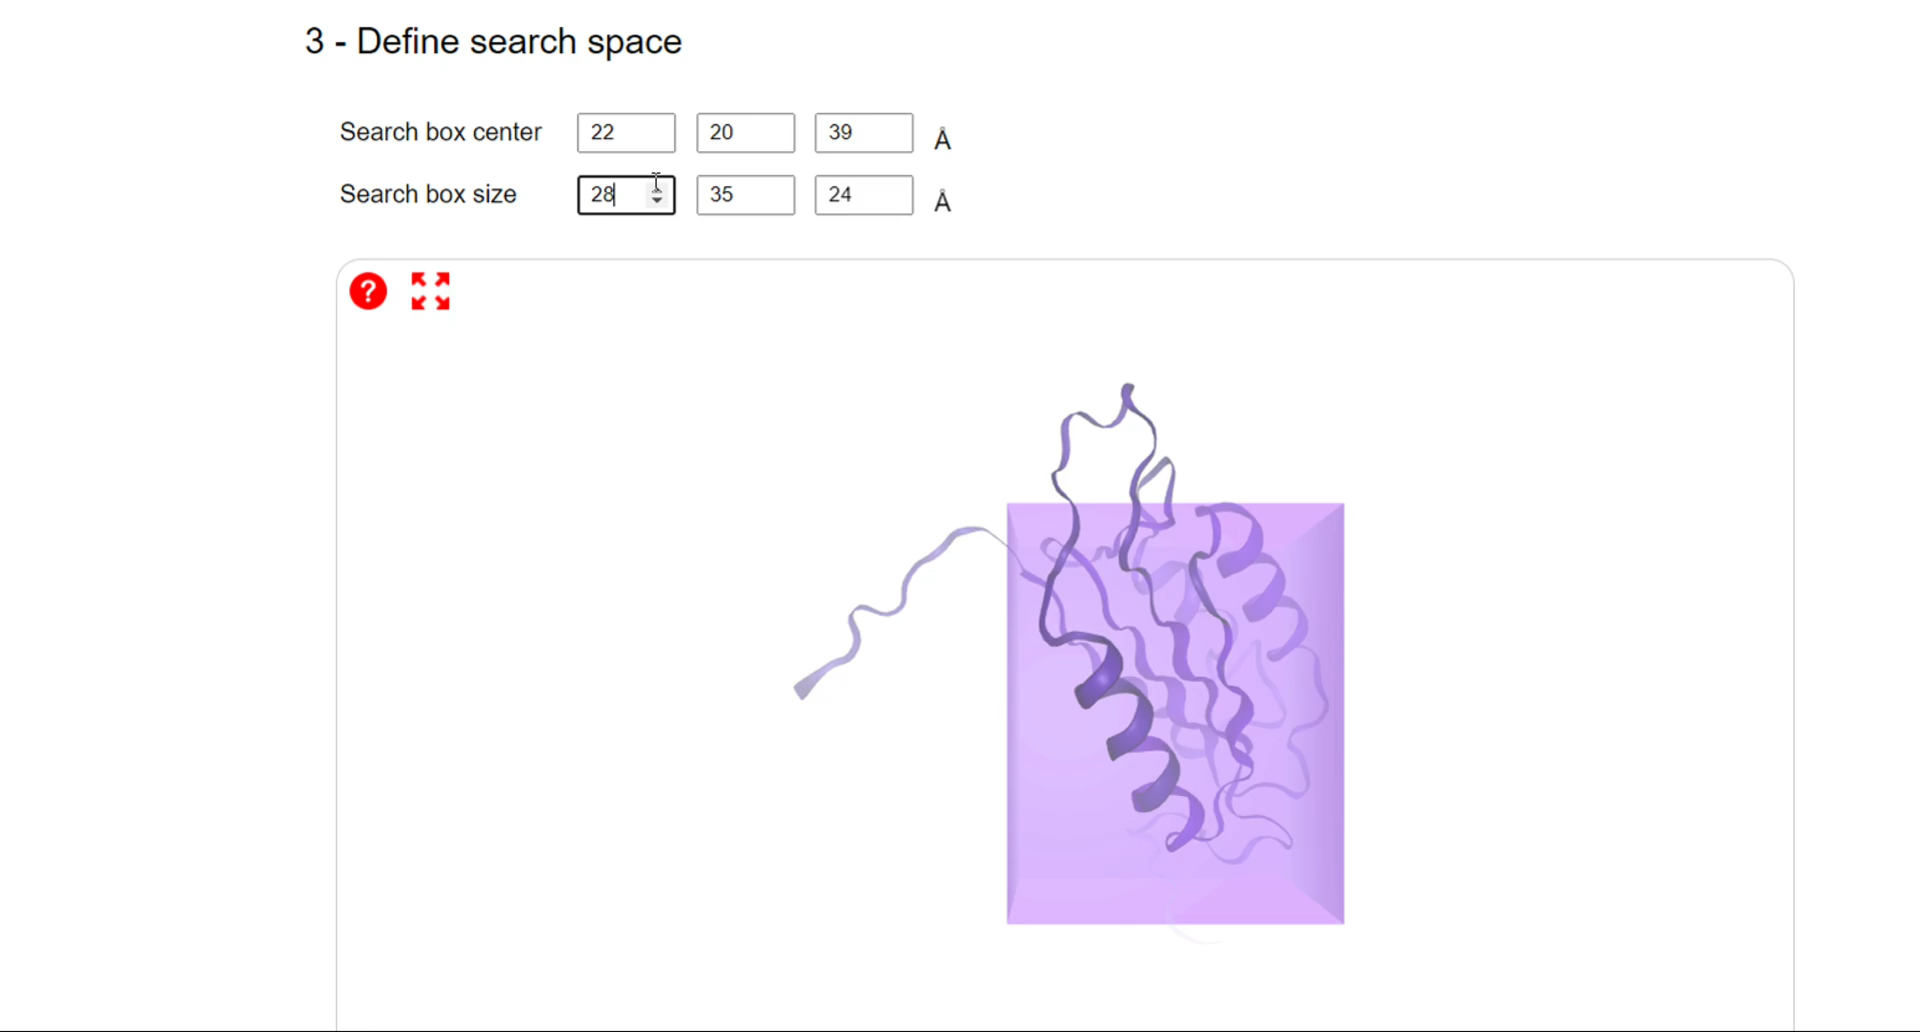 3 - Define search space
Search box center 22 20 39 Å
Search box size 28 35 24 Å
?